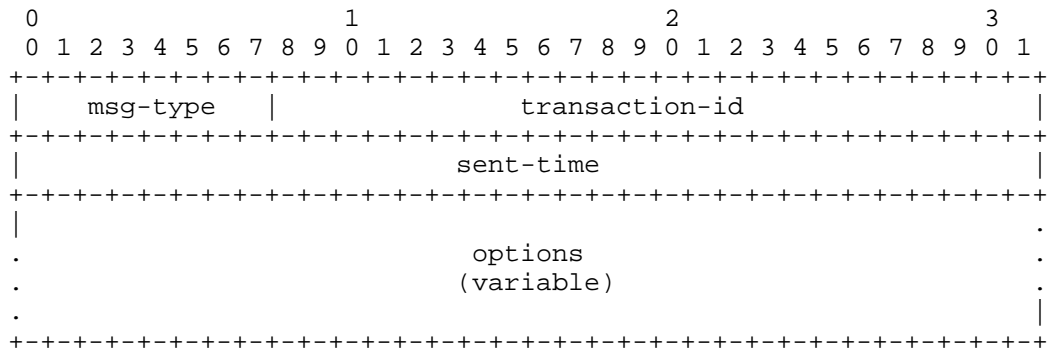 0                   1                   2                   3
 0 1 2 3 4 5 6 7 8 9 0 1 2 3 4 5 6 7 8 9 0 1 2 3 4 5 6 7 8 9 0 1
+-+-+-+-+-+-+-+-+-+-+-+-+-+-+-+-+-+-+-+-+-+-+-+-+-+-+-+-+-+-+-+-+
|    msg-type   |               transaction-id                  |
+-+-+-+-+-+-+-+-+-+-+-+-+-+-+-+-+-+-+-+-+-+-+-+-+-+-+-+-+-+-+-+-+
|                           sent-time                           |
+-+-+-+-+-+-+-+-+-+-+-+-+-+-+-+-+-+-+-+-+-+-+-+-+-+-+-+-+-+-+-+-+
|                                                               .
.                            options                            .
.                           (variable)                          .
.                                                               |
+-+-+-+-+-+-+-+-+-+-+-+-+-+-+-+-+-+-+-+-+-+-+-+-+-+-+-+-+-+-+-+-+